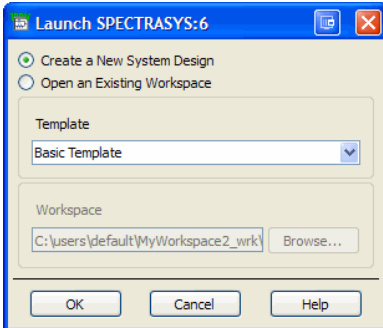 Launch SPECTRASYS:6
Create a New System Design
Open an Existing Workspace
Template
Basic Template
Workspace
C:\users\default\MyWorkspace2_wrk\
Browse...
OK
Cancel
Help